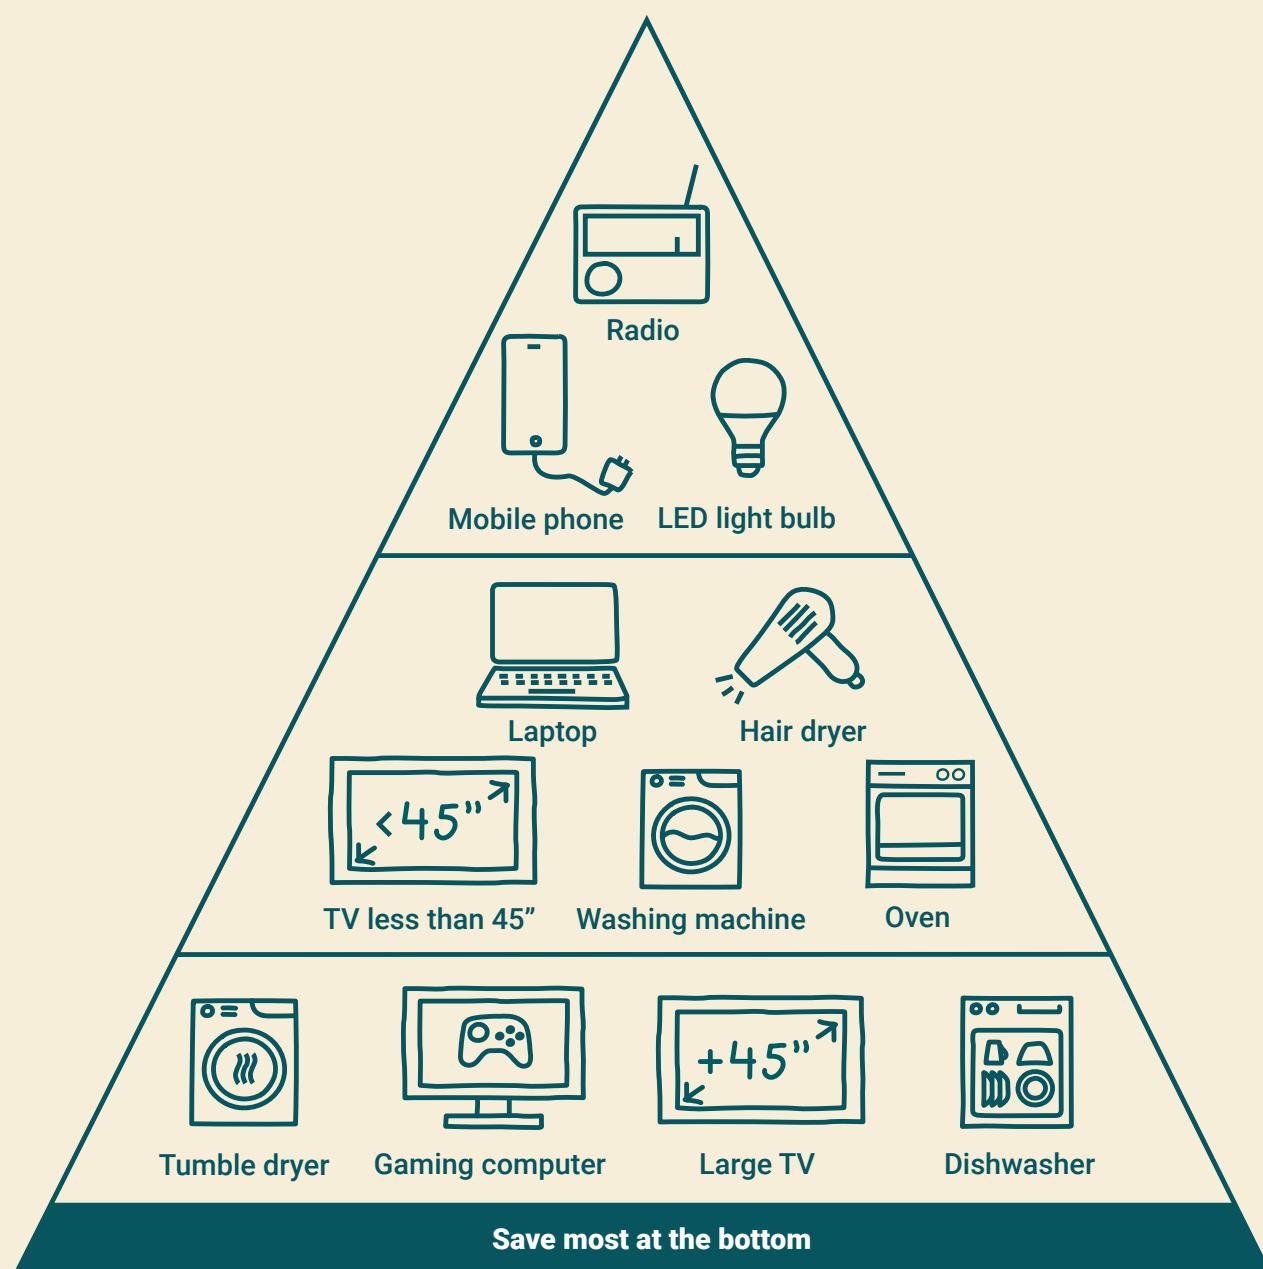 Radio
Mobile phone
LED light bulb
Laptop
Hair dryer
<45”
TV less than 45”
Washing machine
Oven
+45”
Tumble dryer
Gaming computer
Large TV
Dishwasher
Save most at the bottom